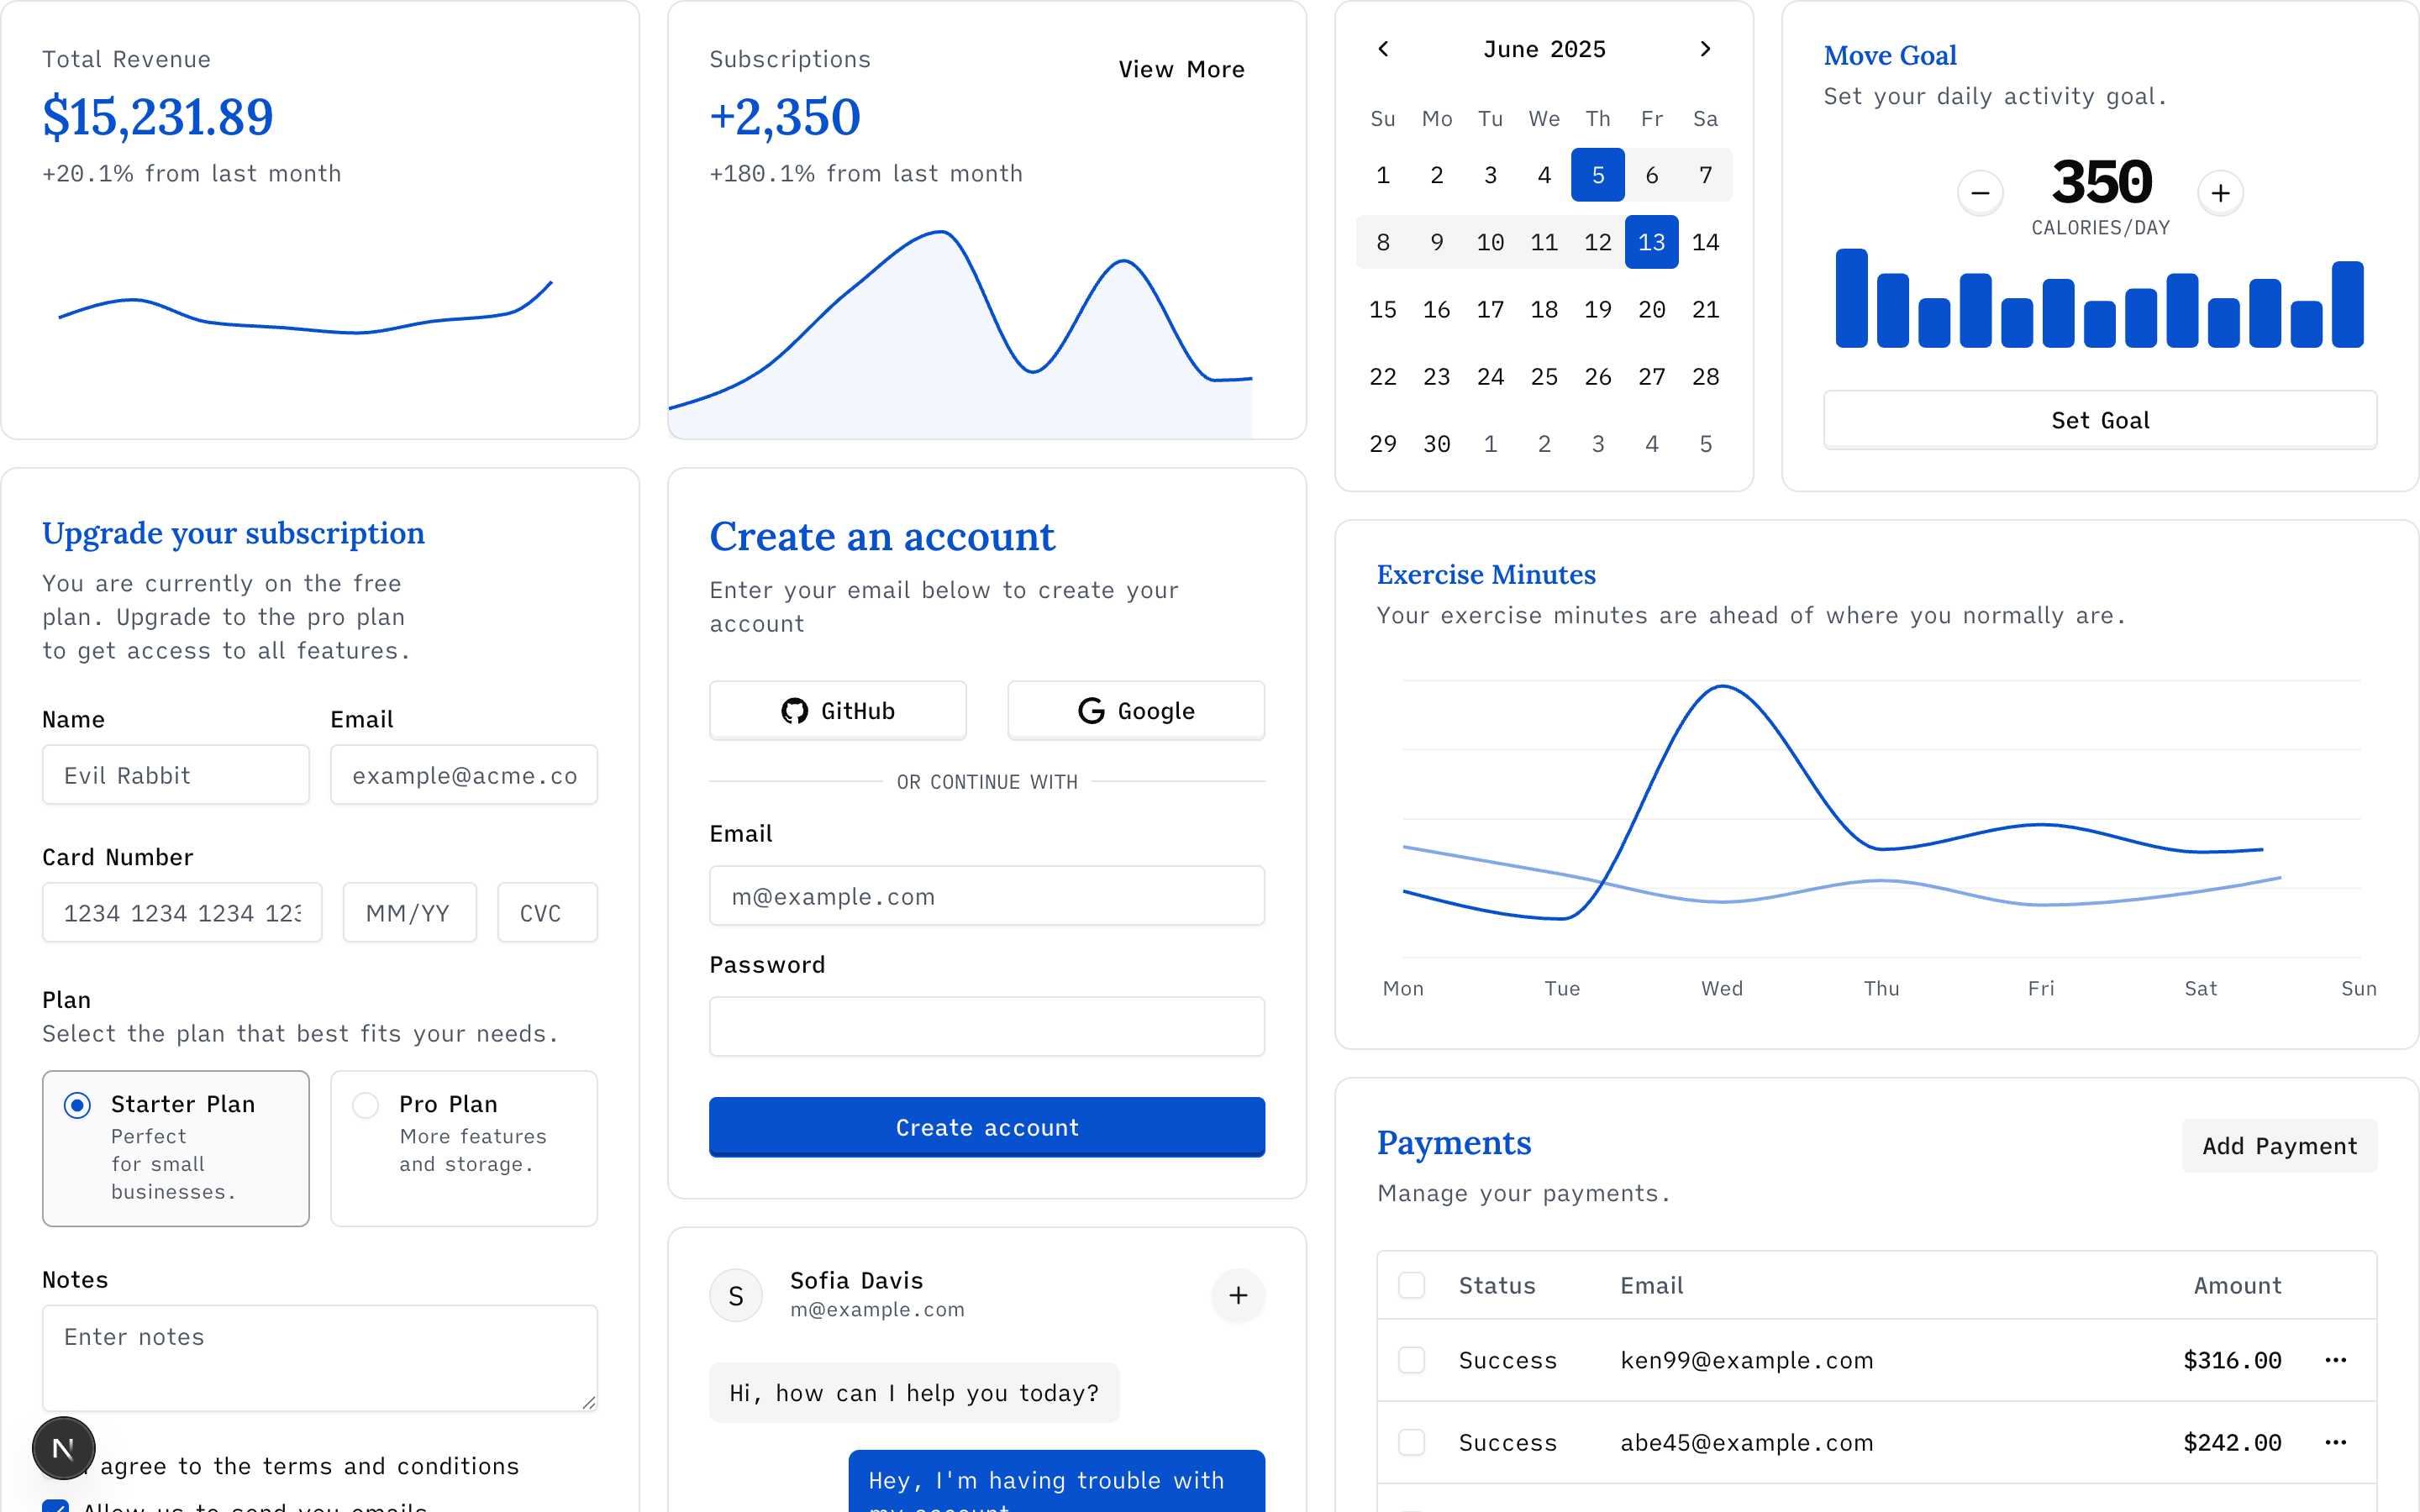 Total Revenue
$15,231.89
+20.1% from last month
Subscriptions
+2,350
+180.1% from last month
View More
June 2025
Su Mo Tu We Th Fr Sa
1 2 3 4 5 6 7
8 9 10 11 12 13 14
15 16 17 18 19 20 21
22 23 24 25 26 27 28
29 30 1 2 3 4 5
Move Goal
Set your daily activity goal.
350
CALORIES/DAY
Set Goal
Upgrade your subscription
You are currently on the free
plan. Upgrade to the pro plan
to get access to all features.
Name
Email
Evil Rabbit
example@acme.co
Card Number
1234 1234 1234 123
MM/YY
CVC
Plan
Select the plan that best fits your needs.
Starter Plan
Perfect
for small
businesses.
Pro Plan
More features
and storage.
Notes
Enter notes
N
agree to the terms and conditions
Allow us to send you emails
Create an account
Enter your email below to create your
account
GitHub
Google
OR CONTINUE WITH
Email
m@example.com
Password
Create account
S
Sofia Davis
m@example.com
Hi, how can I help you today?
Hey, I'm having trouble with
my account.
Exercise Minutes
Your exercise minutes are ahead of where you normally are.
Mon Tue Wed Thu Fri Sat Sun
Payments
Manage your payments.
Add Payment
Status Email Amount
Success ken99@example.com $316.00
Success abe45@example.com $242.00